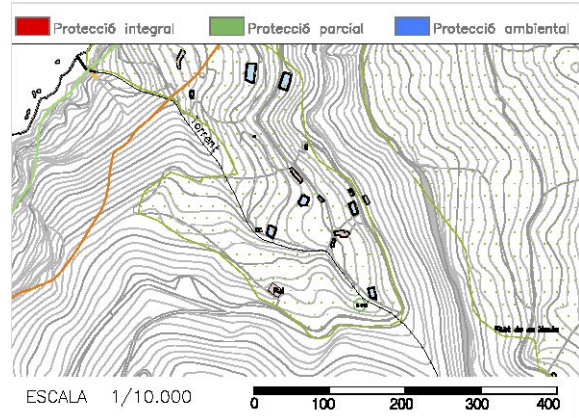 Protecció integral
Protecció parcial
Protecció ambiental
Torrent
ESCALA 1/10.000
0 100 200 300 400